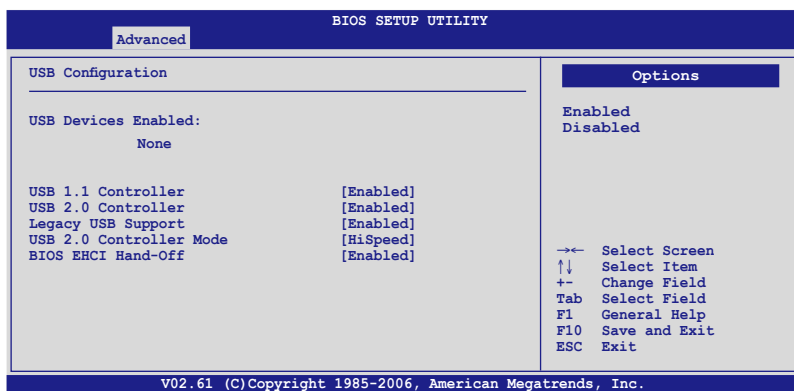 BIOS SETUP UTILITY
Advanced
USB Configuration
USB Devices Enabled:
None
USB 1.1 Controller [Enabled]
USB 2.0 Controller [Enabled]
Legacy USB Support [Enabled]
USB 2.0 Controller Mode [HiSpeed]
BIOS EHCI Hand-Off [Enabled]
Options
Enabled
Disabled
→← Select Screen
↑↓ Select Item
+- Change Field
Tab Select Field
F1 General Help
F10 Save and Exit
ESC Exit
V02.61 (C)Copyright 1985-2006, American Megatrends, Inc.